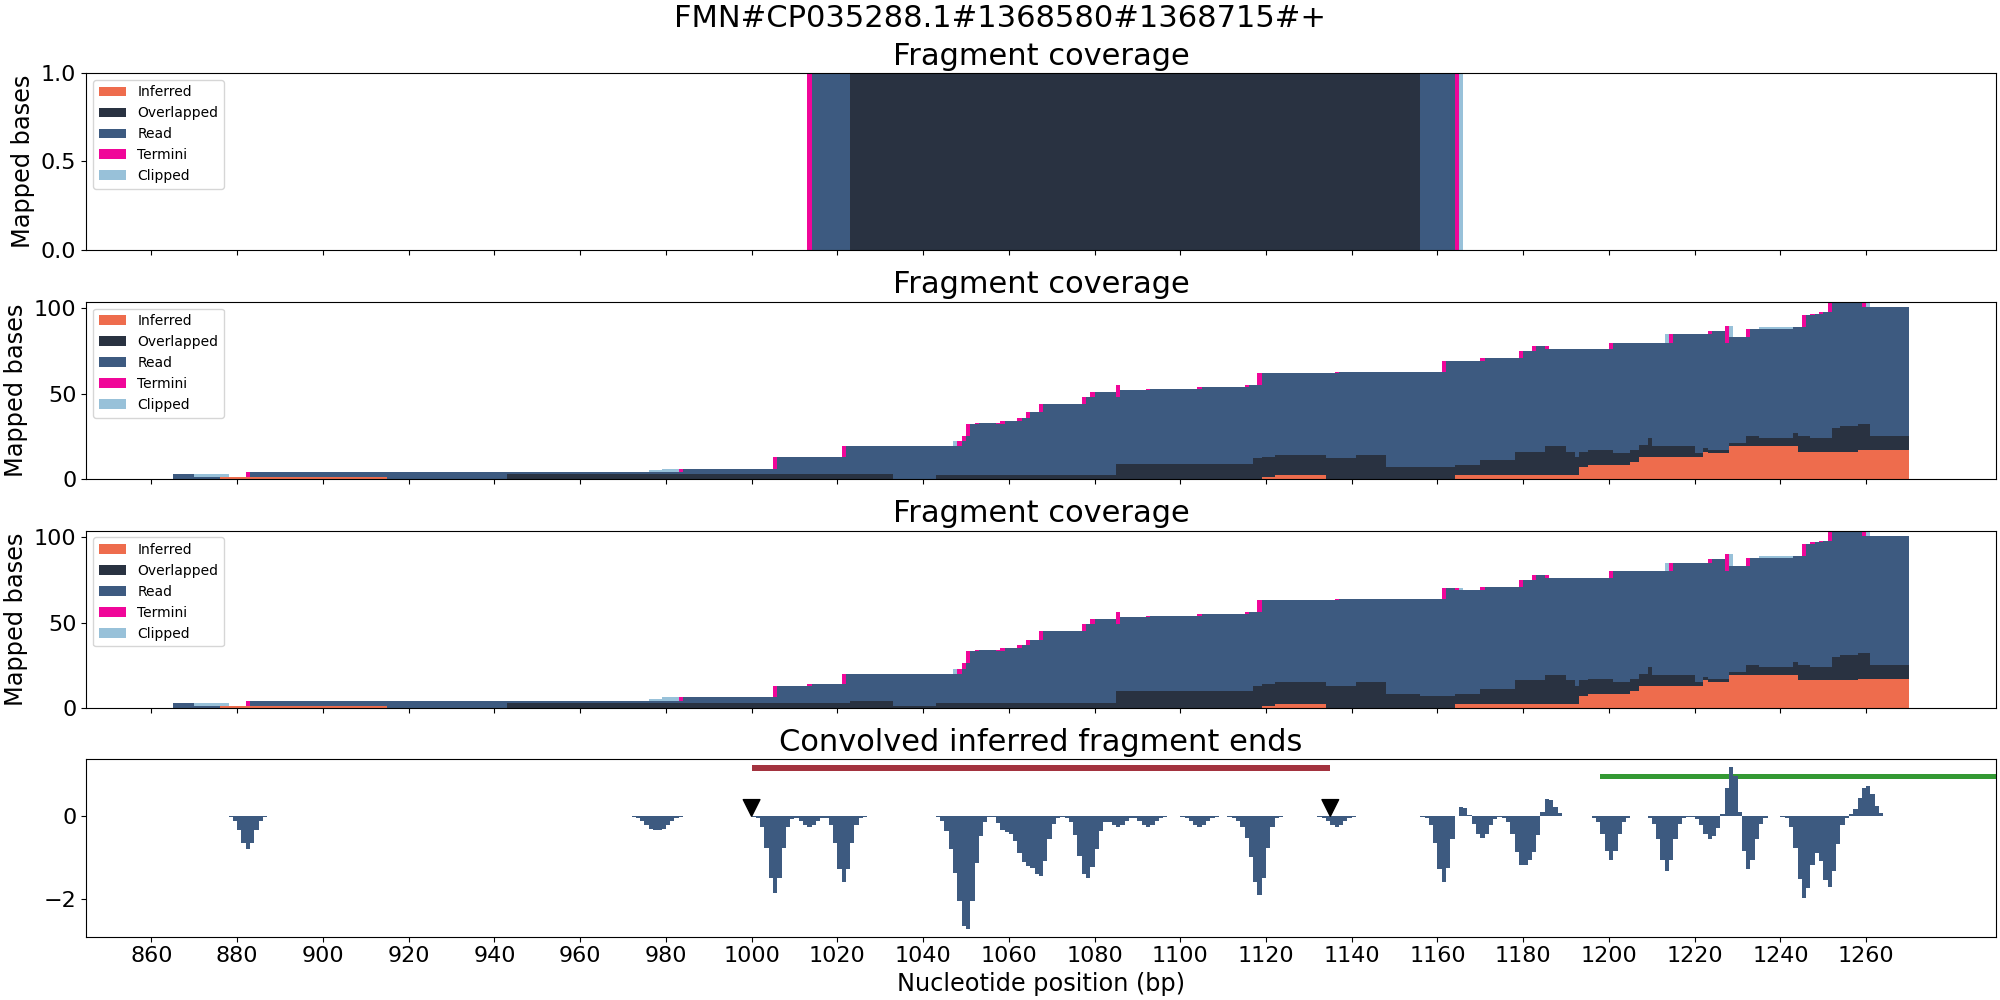 FMN#CP035288.1#1368580#1368715#+
Fragment coverage
Mapped bases
1.0
0.5
0.0
Inferred
Overlapped
Read
Termini
Clipped
Fragment coverage
Mapped bases
100
50
0
Inferred
Overlapped
Read
Termini
Clipped
Fragment coverage
Mapped bases
100
50
0
Inferred
Overlapped
Read
Termini
Clipped
Convolved inferred fragment ends
0
−2
860 880 900 920 940 960 980 1000 1020 1040 1060 1080 1100 1120 1140 1160 1180 1200 1220 1240 1260
Nucleotide position (bp)